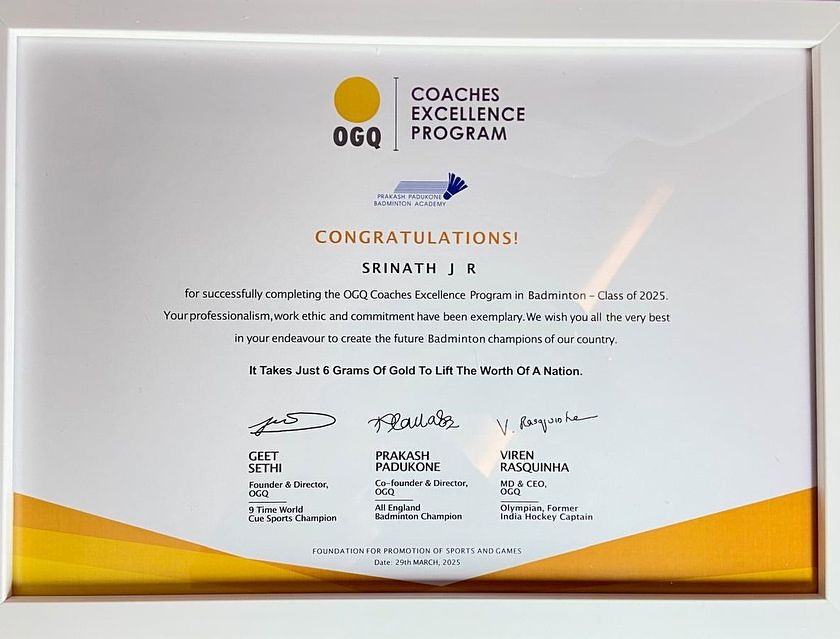 OGQ
COACHES
EXCELLENCE
PROGRAM
PRAKASH PADUKONE
BADMINTON ACADEMY
CONGRATULATIONS!
SRINATH J R
for successfully completing the OGQ Coaches Excellence Program in Badminton – Class of 2025.
Your professionalism, work ethic and commitment have been exemplary. We wish you all the very best
in your endeavour to create the future Badminton champions of our country.
It Takes Just 6 Grams Of Gold To Lift The Worth Of A Nation.
V. Rasquinha
GEET
SETHI
Founder & Director,
OGQ
9 Time World
Cue Sports Champion
PRAKASH
PADUKONE
Co-founder & Director,
OGQ
All England
Badminton Champion
VIREN
RASQUINHA
MD & CEO,
OGQ
Olympian, Former
India Hockey Captain
FOUNDATION FOR PROMOTION OF SPORTS AND GAMES
Date: 29th MARCH, 2025